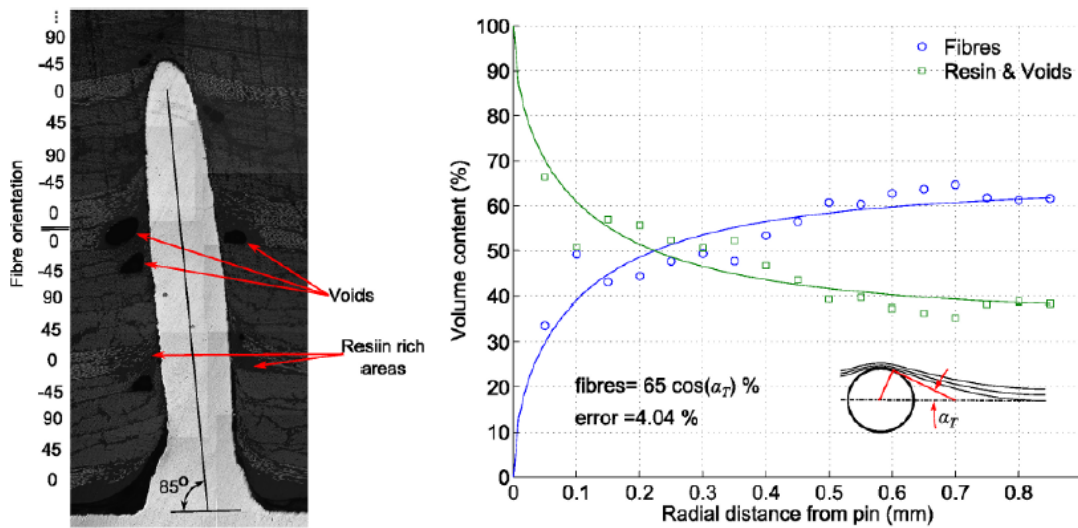 Fibre orientation
⋮
90
-45
0
45
90
-45
0
0
-45
90
45
0
-45
90
45
0
85°
Voids
Resiin rich
areas
Volume content (%)
100
90
80
70
60
50
40
30
20
10
0
Fibres
Resin & Voids
fibres= 65 cos(α_T) %
error =4.04 %
α_T
0 0.1 0.2 0.3 0.4 0.5 0.6 0.7 0.8
Radial distance from pin (mm)